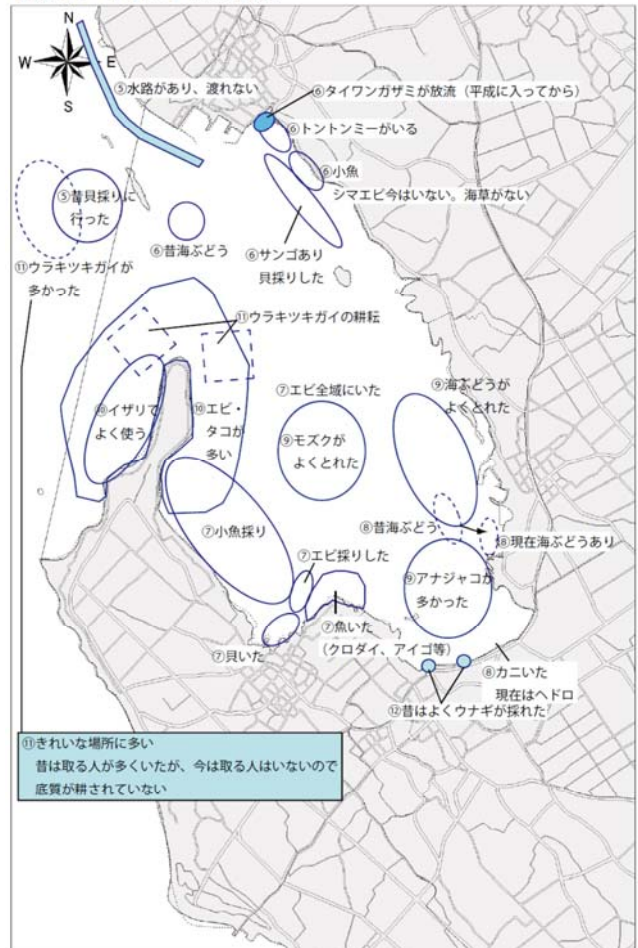 N
W E
S
⑤水路があり、渡れない
⑥タイワンガザミが放流（平成に入ってから）
⑥トントンミーがいる
⑥小魚
シマエビ今はいない。海草がない
⑤昔貝採りに
行った
⑥昔海ぶどう
⑥サンゴあり
貝採りした
⑪ウラキツキガイが
多かった
⑪ウラキツキガイの耕耘
⑦エビ全域にいた
⑨海ぶどうが
よくとれた
⑩イザリで
よく使う
⑩エビ・
タコが
多い
⑨モズクが
よくとれた
⑦小魚採り
⑧昔海ぶどう
⑧現在海ぶどうあり
⑦エビ採りした
⑨アナジャコが
多かった
⑦貝いた
⑦魚いた
（クロダイ、アイゴ等）
⑧カニいた
現在はヘドロ
⑫昔はよくウナギが採れた
⑪きれいな場所に多い
昔は取る人が多くいたが、今は取る人はいないので
底質が耕されていない